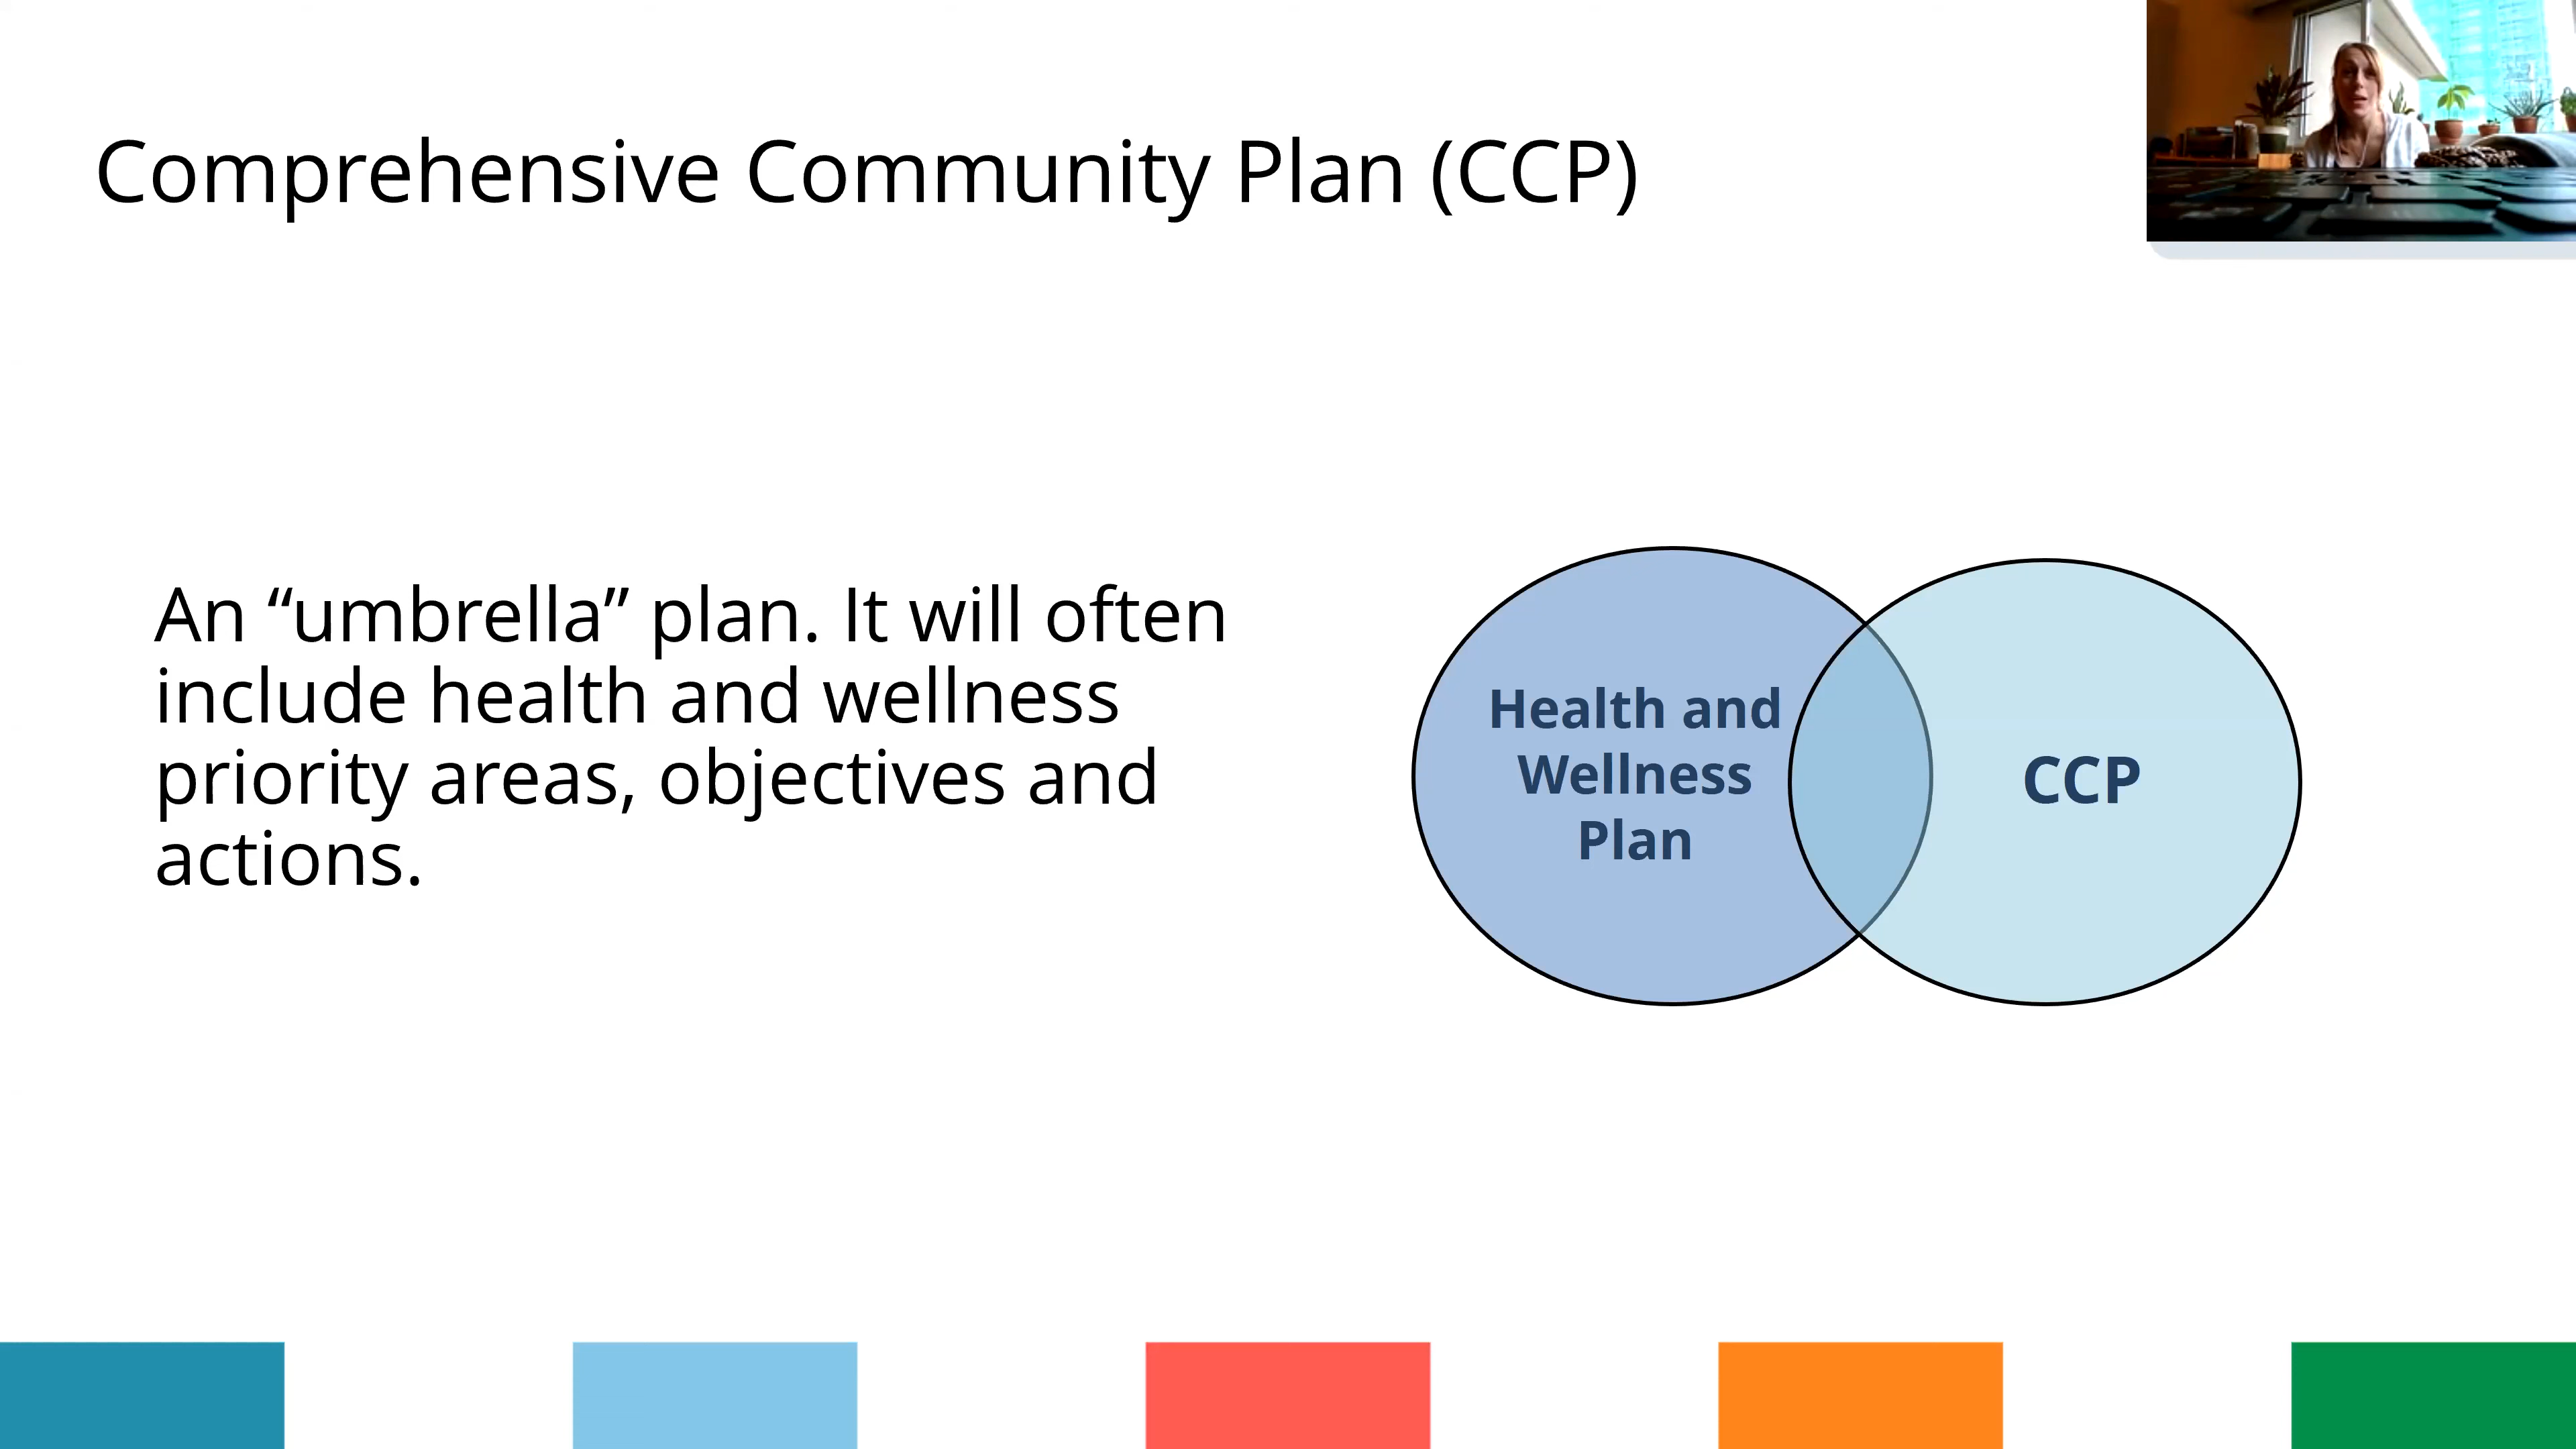 Comprehensive Community Plan (CCP)
An “umbrella” plan. It will often
include health and wellness
priority areas, objectives and
actions.
Health and
Wellness
Plan
CCP